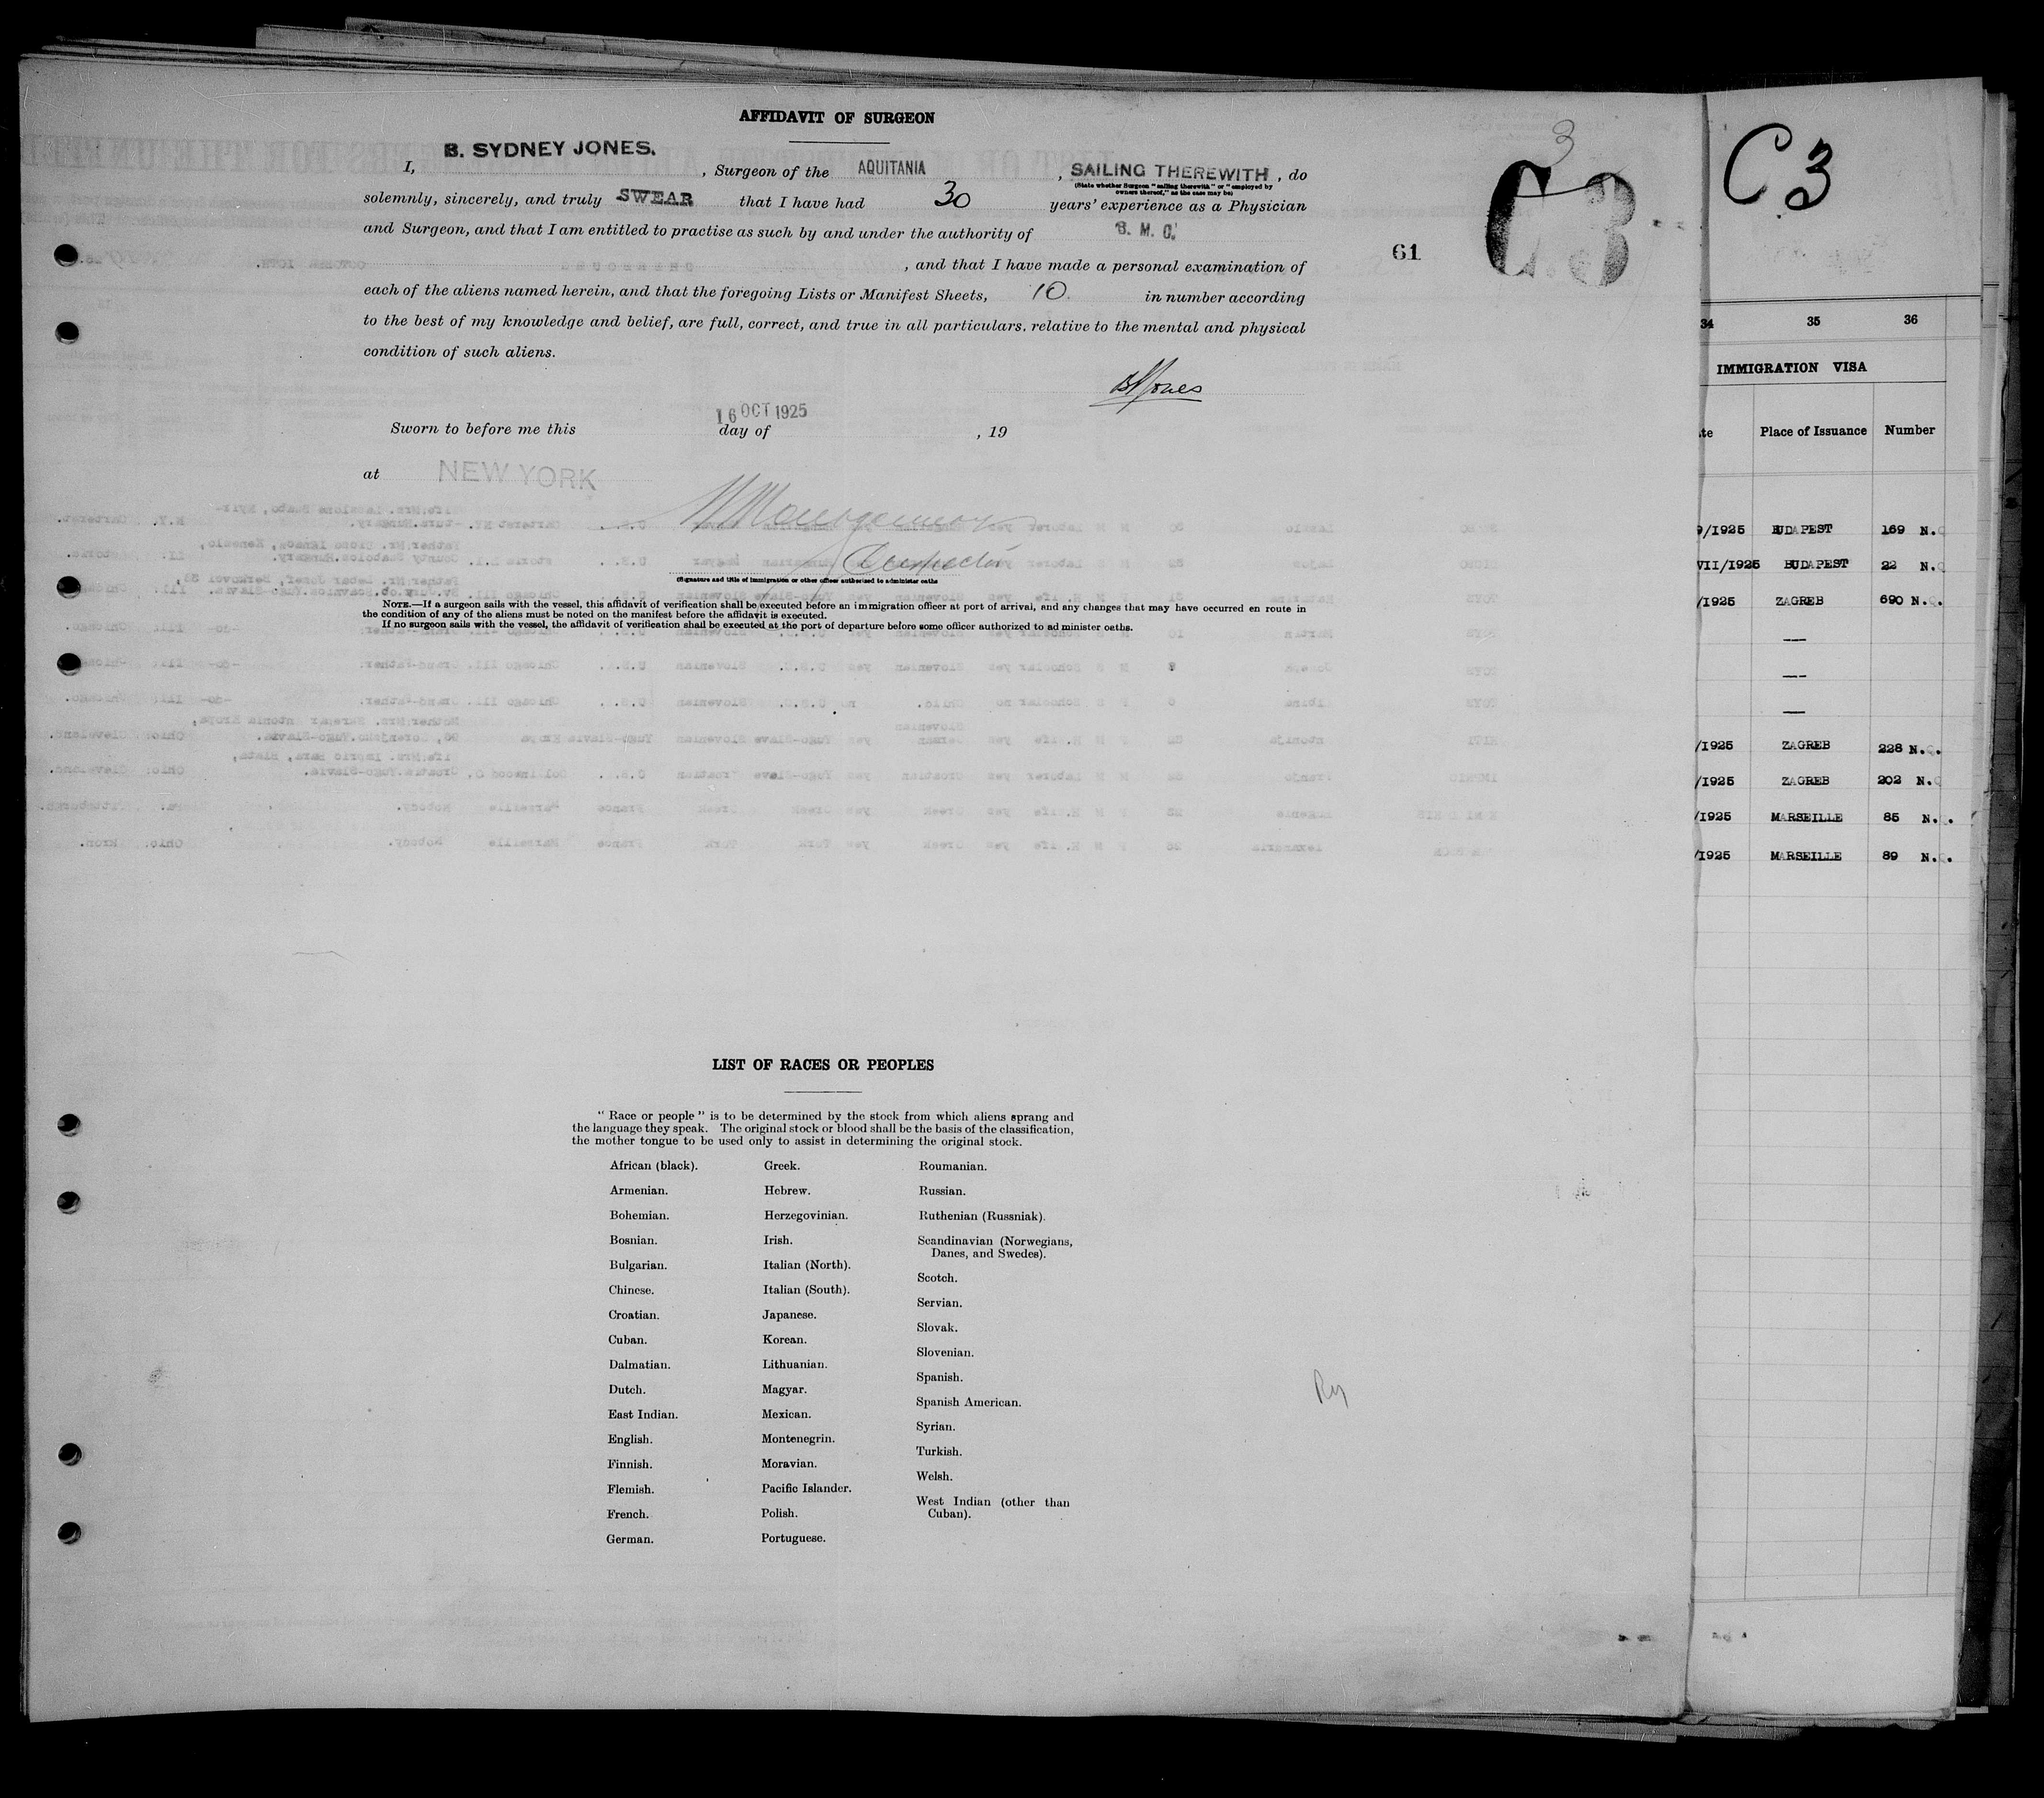 AFFIDAVIT OF SURGEON
I, B. SYDNEY JONES. , Surgeon of the AQUITANIA , SAILING THEREWITH , do
(State whether Surgeon "sailing therewith" or "employed by
owners thereof," as the case may be)
solemnly, sincerely, and truly SWEAR that I have had 30 years' experience as a Physician
and Surgeon, and that I am entitled to practise as such by and under the authority of
, and that I have made a personal examination of
each of the aliens named herein, and that the foregoing Lists or Manifest Sheets, 10 in number according
to the best of my knowledge and belief, are full, correct, and true in all particulars. relative to the mental and physical
condition of such aliens.
61
C3
3
Jones
Sworn to before me this 16 OCT 1925 day of , 19
at NEW YORK
(Signature and title of immigration or other officer authorized to administer oaths
NOTE.—If a surgeon sails with the vessel, this affidavit of verification shall be executed before an immigration officer at port of arrival, and any changes that may have occurred en route in
the condition of any of the aliens must be noted on the manifest before the affidavit is executed.
If no surgeon sails with the vessel, the affidavit of verification shall be executed at the port of departure before some officer authorized to ad minister oaths.
LIST OF RACES OR PEOPLES
" Race or people " is to be determined by the stock from which aliens sprang and
the language they speak. The original stock or blood shall be the basis of the classification,
the mother tongue to be used only to assist in determining the original stock.
African (black).
Armenian.
Bohemian.
Bosnian.
Bulgarian.
Chinese.
Croatian.
Cuban.
Dalmatian.
Dutch.
East Indian.
English.
Finnish.
Flemish.
French.
German.
Greek.
Hebrew.
Herzegovinian.
Irish.
Italian (North).
Italian (South).
Japanese.
Korean.
Lithuanian.
Magyar.
Mexican.
Montenegrin.
Moravian.
Pacific Islander.
Polish.
Portuguese.
Roumanian.
Russian.
Ruthenian (Russniak).
Scandinavian (Norwegians,
Danes, and Swedes).
Scotch.
Servian.
Slovak.
Slovenian.
Spanish.
Spanish American.
Syrian.
Turkish.
Welsh.
West Indian (other than
Cuban).
C3
34 35 36
IMMIGRATION VISA
te Place of Issuance Number
9/1925 BUDAPEST 169 N.Q
VII/1925 BUDAPEST 22 N.Q
/1925 ZAGREB 690 N.Q.
—
—
—
/1925 ZAGREB 228 N.Q.
/1925 ZAGREB 202 N.Q
/1925 MARSEILLE 85 N.Q.
/1925 MARSEILLE 89 N.Q.